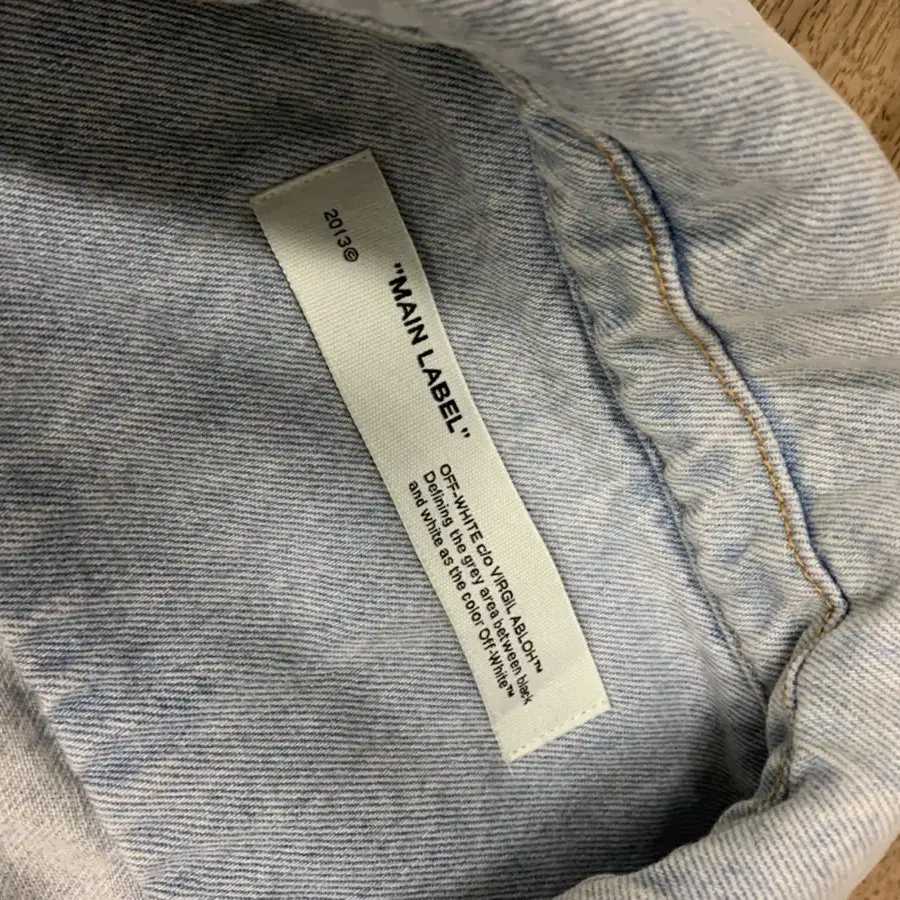 2013©
"MAIN LABEL"
OFF-WHITE c/o VIRGIL ABLOH™
Defining the grey area between black
and white as the color Off-White™